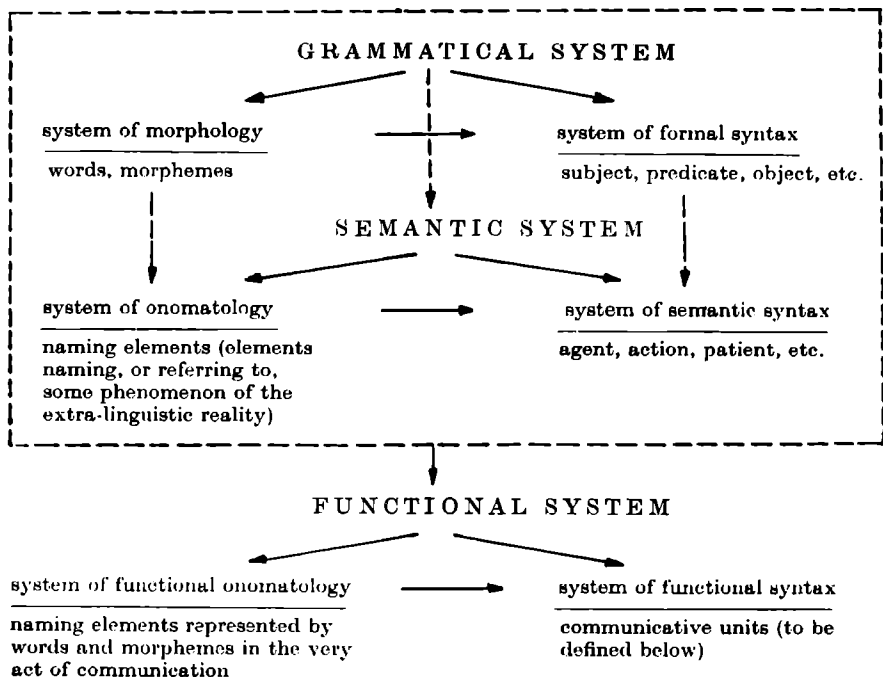 GRAMMATICAL SYSTEM
system of morphology
words, morphemes
system of formal syntax
subject, predicate, object, etc.
SEMANTIC SYSTEM
system of onomatology
naming elements (elements
naming, or referring to,
some phenomenon of the
extra-linguistic reality)
system of semantic syntax
agent, action, patient, etc.
FUNCTIONAL SYSTEM
system of functional onomatology
naming elements represented by
words and morphemes in the very
act of communication
system of functional syntax
communicative units (to be
defined below)